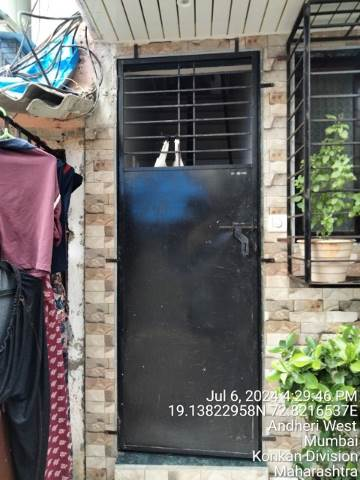 Jul 6, 2024 4:29:46 PM
19.13822958N 72.8216537E
Andheri West
Mumbai
Konkan Division
Maharashtra